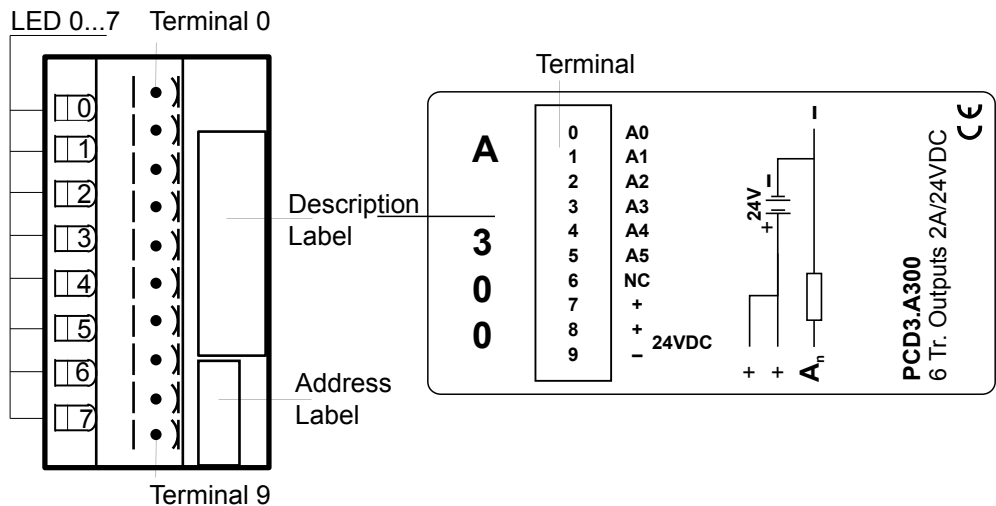 LED 0...7
Terminal 0
0
1
2
3
4
5
6
7
Description
Label
Address
Label
Terminal 9
Terminal
A
3
0
0
0 A0
1 A1
2 A2
3 A3
4 A4
5 A5
6 NC
7 +
8 +
9 –
24VDC
–
–
24V
+
+ + An
PCD3.A300
6 Tr. Outputs 2A/24VDC
CE